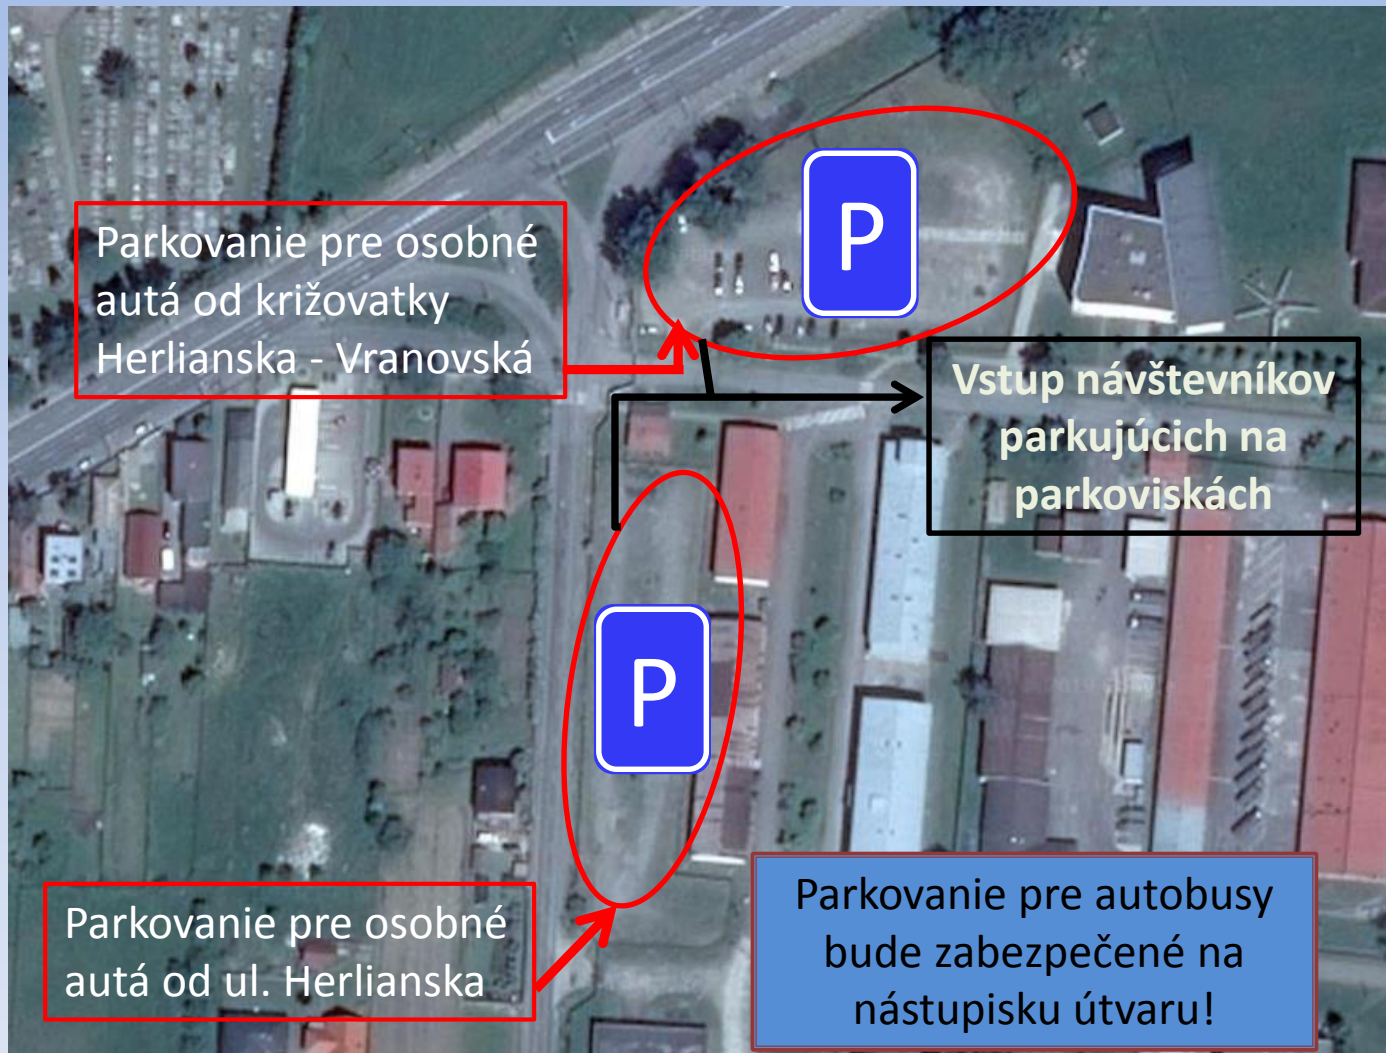 P
Parkovanie pre osobné
autá od križovatky
Herlianska - Vranovská
Vstup návštevníkov
parkujúcich na
parkoviskách
P
Parkovanie pre osobné
autá od ul. Herlianska
Parkovanie pre autobusy
bude zabezpečené na
nástupisku útvaru!